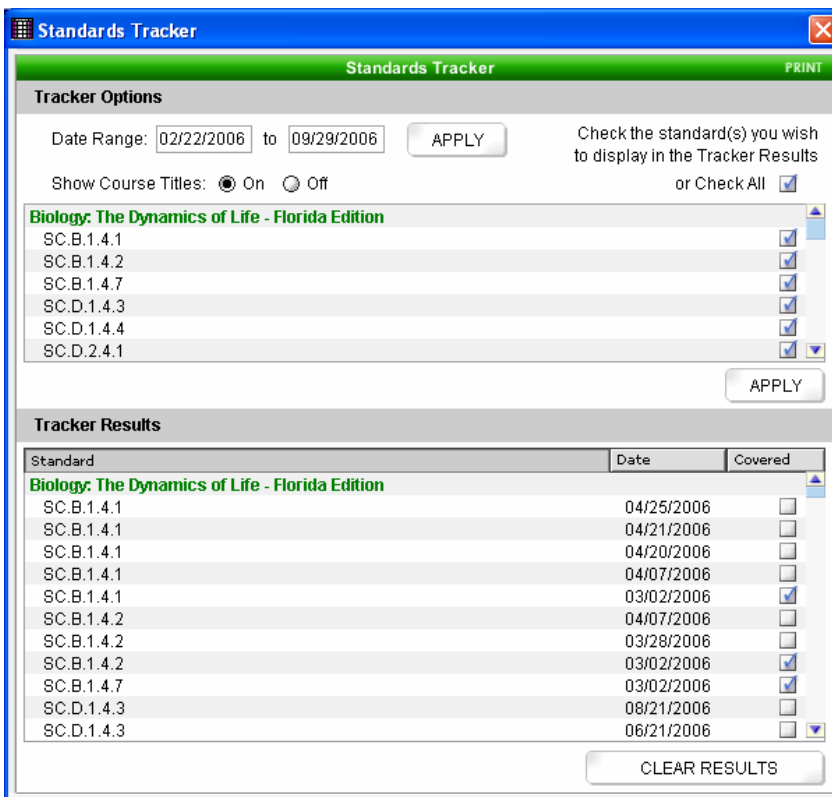 Standards Tracker
Standards Tracker PRINT
Tracker Options
Date Range: 02/22/2006 to 09/29/2006 APPLY
Check the standard(s) you wish
to display in the Tracker Results
Show Course Titles: On Off
or Check All
Biology: The Dynamics of Life - Florida Edition
SC.B.1.4.1
SC.B.1.4.2
SC.B.1.4.7
SC.D.1.4.3
SC.D.1.4.4
SC.D.2.4.1
APPLY
Tracker Results
Standard Date Covered
Biology: The Dynamics of Life - Florida Edition
SC.B.1.4.1 04/25/2006
SC.B.1.4.1 04/21/2006
SC.B.1.4.1 04/20/2006
SC.B.1.4.1 04/07/2006
SC.B.1.4.1 03/02/2006
SC.B.1.4.2 04/07/2006
SC.B.1.4.2 03/28/2006
SC.B.1.4.2 03/02/2006
SC.B.1.4.7 03/02/2006
SC.D.1.4.3 08/21/2006
SC.D.1.4.3 06/21/2006
CLEAR RESULTS